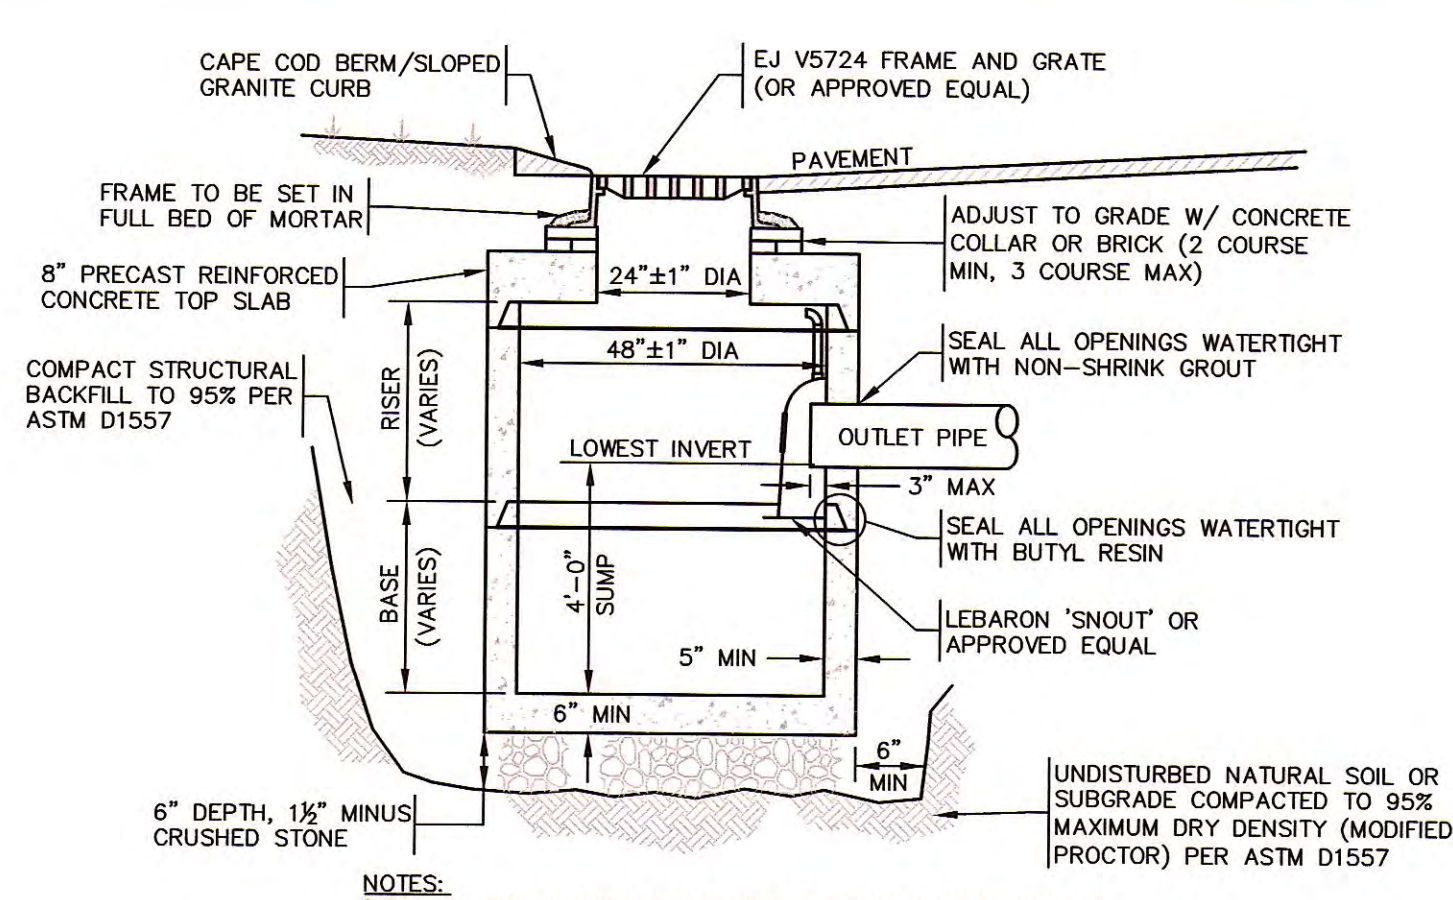 CAPE COD BERM/SLOPED
GRANITE CURB
EJ V5724 FRAME AND GRATE
(OR APPROVED EQUAL)
PAVEMENT
FRAME TO BE SET IN
FULL BED OF MORTAR
ADJUST TO GRADE W/ CONCRETE
COLLAR OR BRICK (2 COURSE
MIN, 3 COURSE MAX)
8" PRECAST REINFORCED
CONCRETE TOP SLAB
24"±1" DIA
48"±1" DIA
SEAL ALL OPENINGS WATERTIGHT
WITH NON-SHRINK GROUT
COMPACT STRUCTURAL
BACKFILL TO 95% PER
ASTM D1557
RISER
(VARIES)
OUTLET PIPE
LOWEST INVERT
3" MAX
SEAL ALL OPENINGS WATERTIGHT
WITH BUTYL RESIN
BASE
(VARIES)
4'-0"
SUMP
LEBARON 'SNOUT' OR
APPROVED EQUAL
5" MIN
6" MIN
6"
MIN
6" DEPTH, 1½" MINUS
CRUSHED STONE
UNDISTURBED NATURAL SOIL OR
SUBGRADE COMPACTED TO 95%
MAXIMUM DRY DENSITY (MODIFIED
PROCTOR) PER ASTM D1557
NOTES: